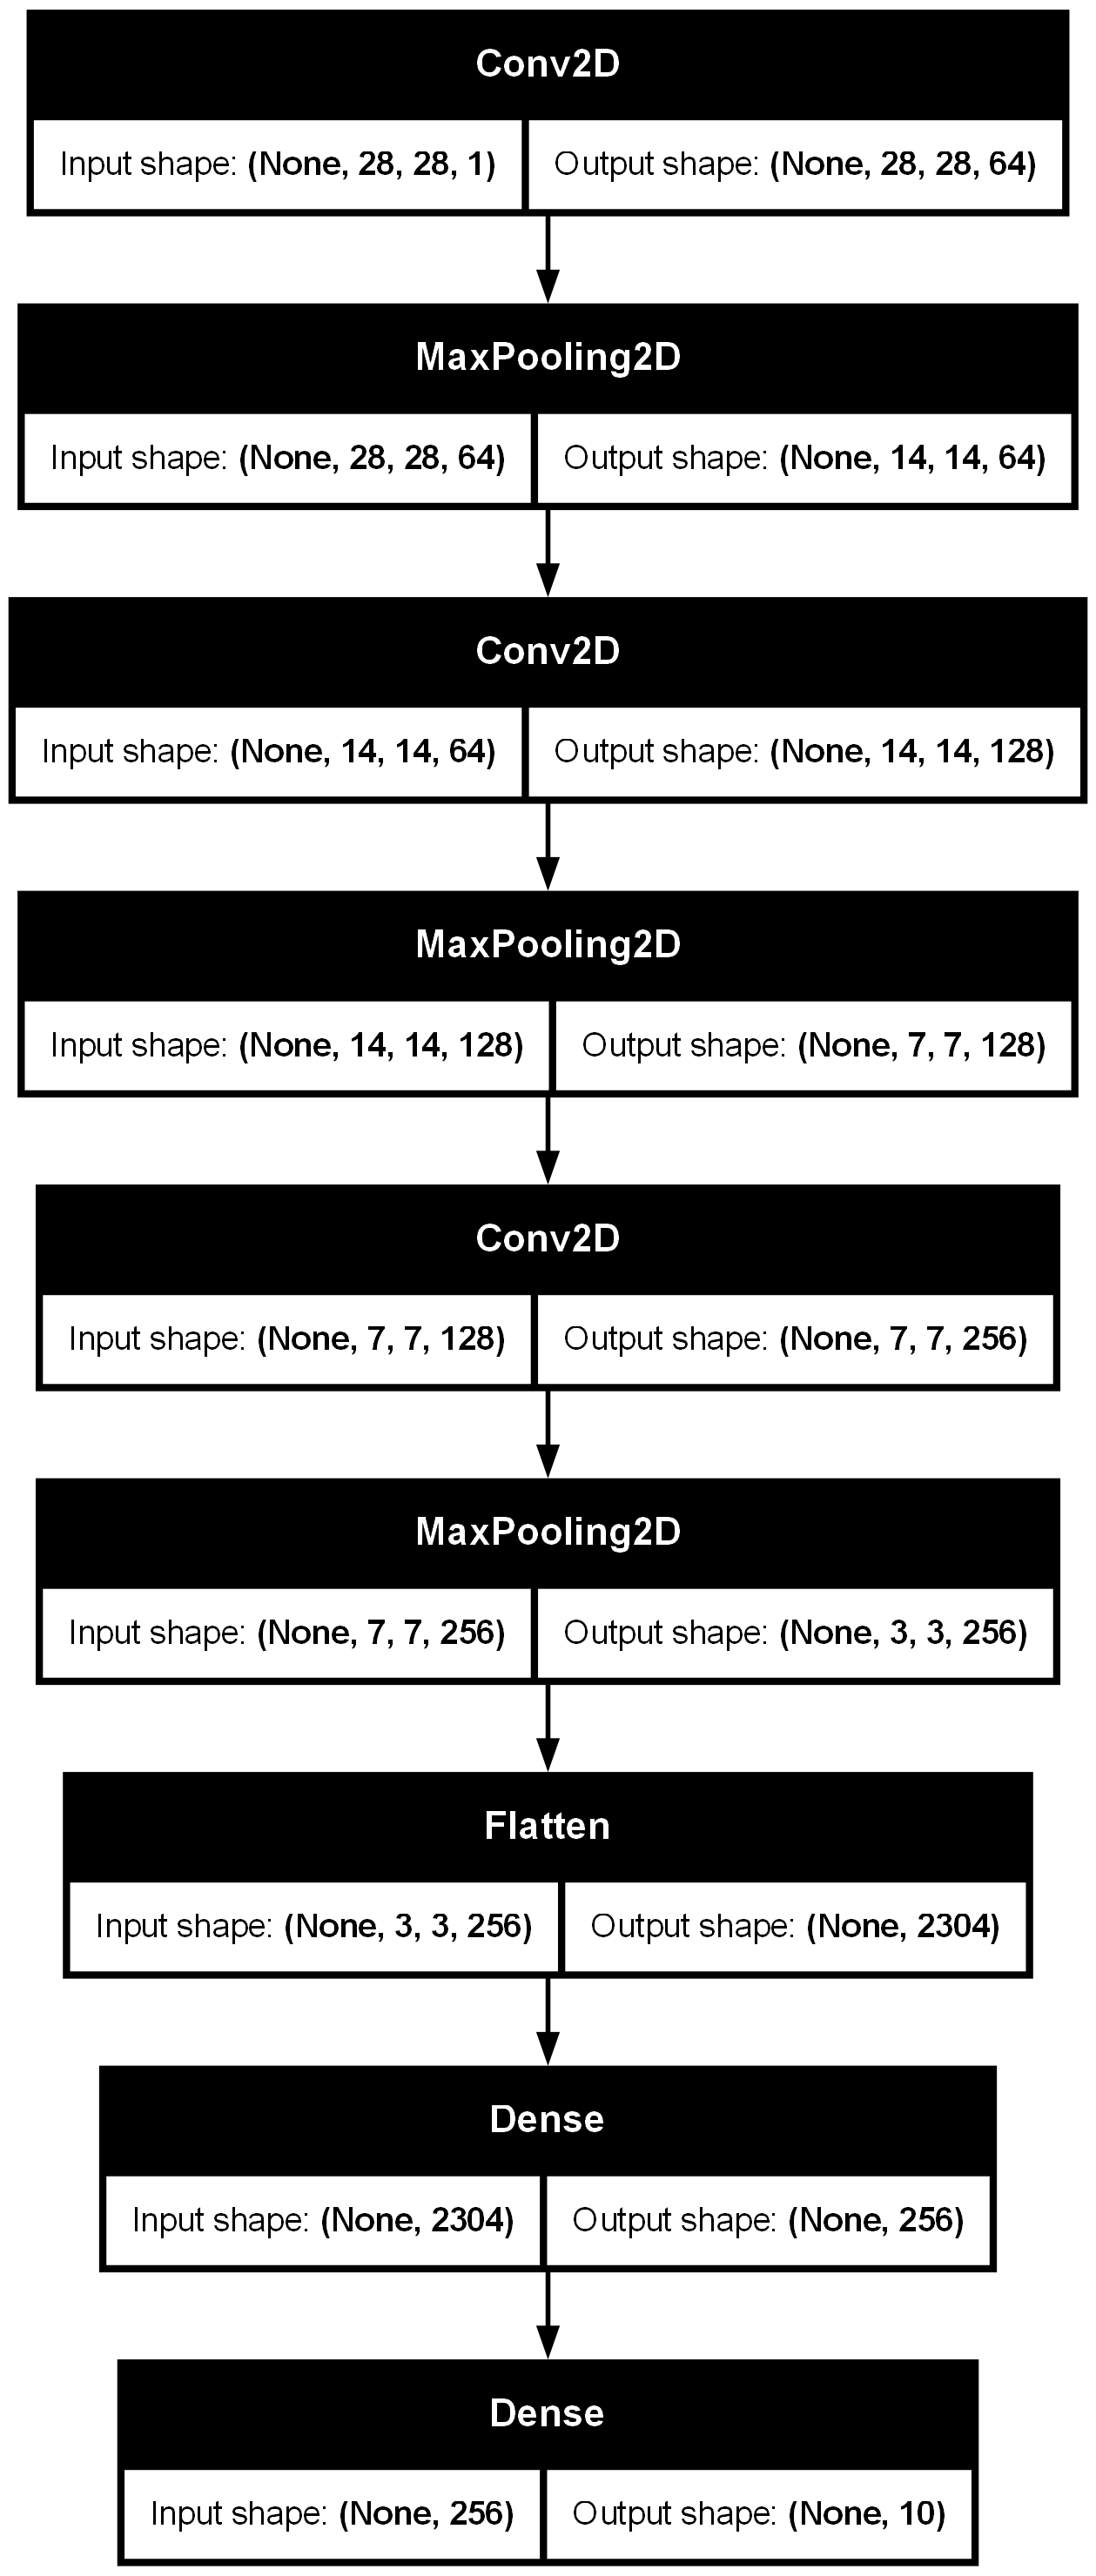 Conv2D
Input shape: (None, 28, 28, 1) Output shape: (None, 28, 28, 64)
MaxPooling2D
Input shape: (None, 28, 28, 64) Output shape: (None, 14, 14, 64)
Conv2D
Input shape: (None, 14, 14, 64) Output shape: (None, 14, 14, 128)
MaxPooling2D
Input shape: (None, 14, 14, 128) Output shape: (None, 7, 7, 128)
Conv2D
Input shape: (None, 7, 7, 128) Output shape: (None, 7, 7, 256)
MaxPooling2D
Input shape: (None, 7, 7, 256) Output shape: (None, 3, 3, 256)
Flatten
Input shape: (None, 3, 3, 256) Output shape: (None, 2304)
Dense
Input shape: (None, 2304) Output shape: (None, 256)
Dense
Input shape: (None, 256) Output shape: (None, 10)